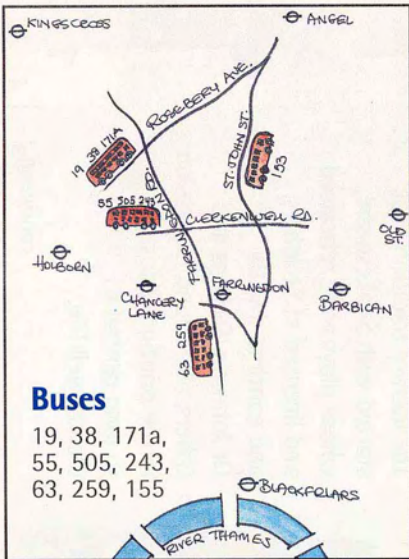 KINGS CROSS
ANGEL
ROSEBERY AVE.
19 38 171A
ST. JOHN ST.
153
55 505 243
FARRINGDON RD.
CLERKENWELL RD.
OLD
ST.
HOLBORN
CHANCERY
LANE
FARRINGDON
BARBICAN
63 259
Buses
19, 38, 171a,
55, 505, 243,
63, 259, 155
BLACKFRIARS
RIVER THAMES